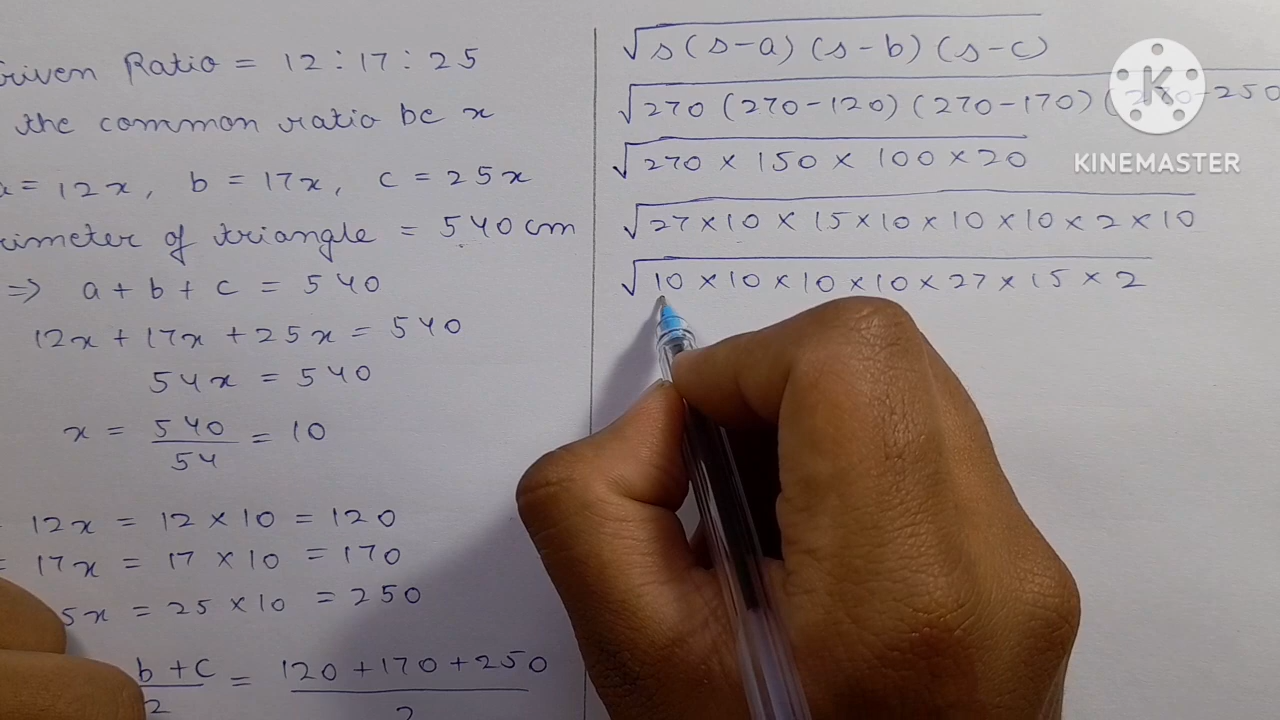 Given Ratio = 12 : 17 : 25
the common ratio be x
a = 12x, b = 17x, c = 25x
rimeter of triangle = 540 cm
⇒ a + b + c = 540
12x + 17x + 25x = 540
54x = 540
x = 540/54 = 10
= 12x = 12 × 10 = 120
= 17x = 17 × 10 = 170
5x = 25 × 10 = 250
b + c/2 = 120 + 170 + 250/2
√s(s-a)(s-b)(s-c)
√270(270-120)(270-170)(270-250
√270 × 150 × 100 × 20
√27×10 × 15×10×10×10×2×10
√10 × 10 × 10 × 10 × 27 × 15 × 2
K
KINEMASTER